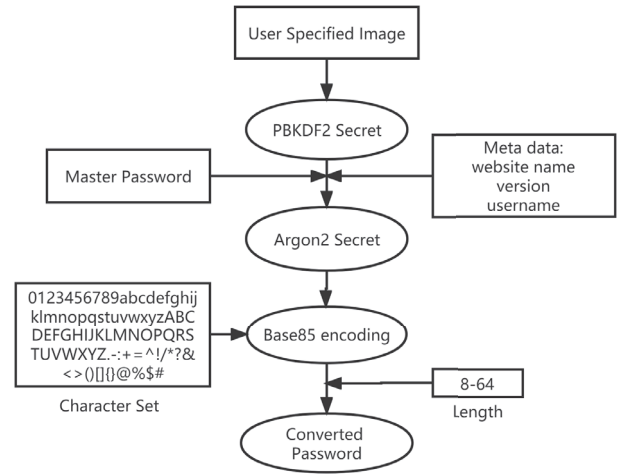 User Specified Image
PBKDF2 Secret
Master Password
Meta data:
website name
version
username
Argon2 Secret
0123456789abcdefghij
klmnopqstuvwxyzABC
DEFGHIJKLMNOPQRS
TUVWXYZ.-:+=^!/*?&
<>()[]{}@%$#
Character Set
Base85 encoding
8-64
Length
Converted
Password